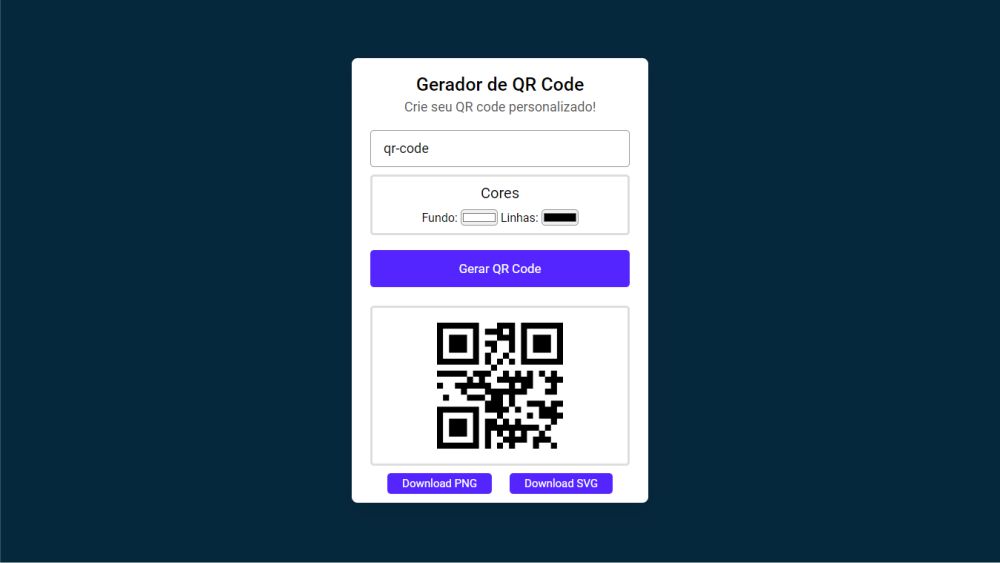 Gerador de QR Code
Crie seu QR code personalizado!
qr-code
Cores
Fundo: Linhas:
Gerar QR Code
Download PNG Download SVG